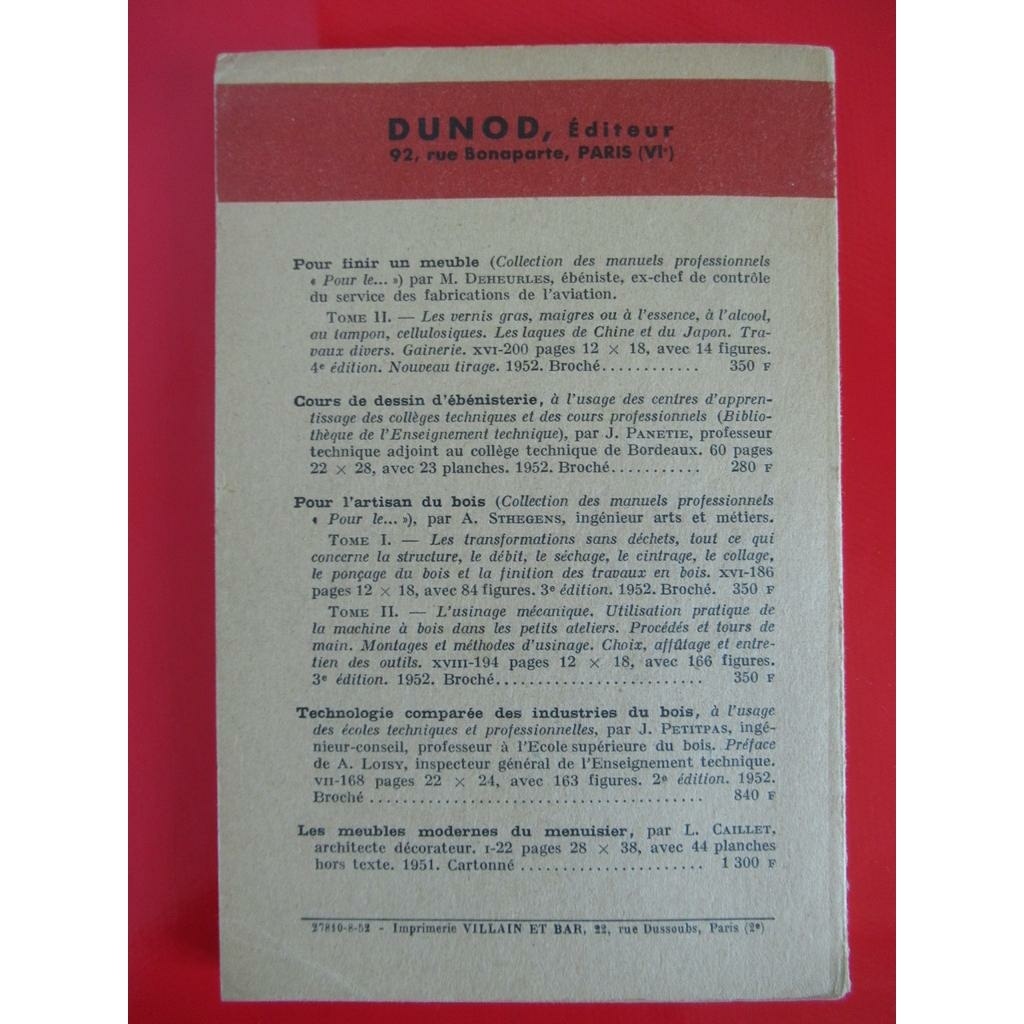 DUNOD, Éditeur
92, rue Bonaparte, PARIS (VIe)
Pour finir un meuble (Collection des manuels professionnels
« Pour le... ») par M. DEHEURLES, ébéniste, ex-chef de contrôle
du service des fabrications de l'aviation.
TOME II. — Les vernis gras, maigres ou à l'essence, à l'alcool,
au tampon, cellulosiques. Les laques de Chine et du Japon. Tra-
vaux divers. Gainerie. XVI-200 pages 12 × 18, avec 14 figures.
4e édition. Nouveau tirage. 1952. Broché............ 350 F
Cours de dessin d'ébénisterie, à l'usage des centres d'appren-
tissage des collèges techniques et des cours professionnels (Biblio-
thèque de l'Enseignement technique), par J. PANETIE, professeur
technique adjoint au collège technique de Bordeaux. 60 pages
22 × 28, avec 23 planches. 1952. Broché........... 280 F
Pour l'artisan du bois (Collection des manuels professionnels
« Pour le... »), par A. STHEGENS, ingénieur arts et métiers.
TOME I. — Les transformations sans déchets, tout ce qui
concerne la structure, le débit, le séchage, le cintrage, le collage,
le ponçage du bois et la finition des travaux en bois. XVI-186
pages 12 × 18, avec 84 figures. 3e édition. 1952. Broché. 350 F
TOME II. — L'usinage mécanique. Utilisation pratique de
la machine à bois dans les petits ateliers. Procédés et tours de
main. Montages et méthodes d'usinage. Choix, affûtage et entre-
tien des outils. XVIII-194 pages 12 × 18, avec 166 figures.
3e édition. 1952. Broché......................... 350 F
Technologie comparée des industries du bois, à l'usage
des écoles techniques et professionnelles, par J. PETITPAS, ingé-
nieur-conseil, professeur à l'Ecole supérieure du bois. Préface
de A. LOISY, inspecteur général de l'Enseignement technique.
VII-168 pages 22 × 24, avec 163 figures. 2e édition. 1952.
Broché ........................................ 840 F
Les meubles modernes du menuisier, par L. CAILLET,
architecte décorateur. I-22 pages 28 × 38, avec 44 planches
hors texte. 1951. Cartonné ...................... 1 300 F
27810-8-52 - Imprimerie VILLAIN ET BAR, 22, rue Dussoubs, Paris (2e)